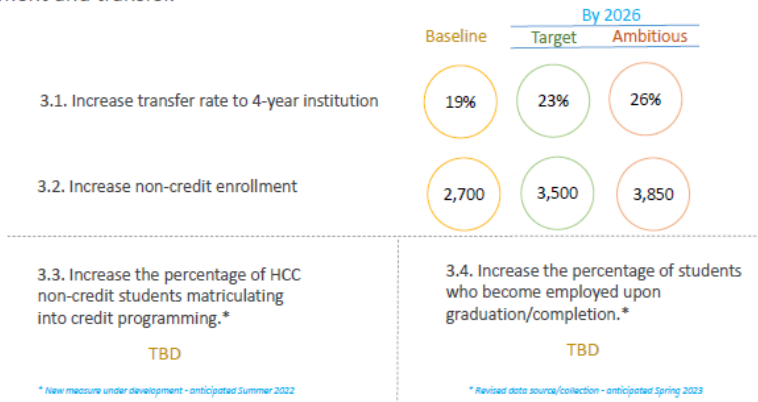 By 2026
Baseline Target Ambitious
3.1. Increase transfer rate to 4-year institution 19% 23% 26%
3.2. Increase non-credit enrollment 2,700 3,500 3,850
3.3. Increase the percentage of HCC
non-credit students matriculating
into credit programming.*
TBD
* New measure under development - anticipated Summer 2022
3.4. Increase the percentage of students
who become employed upon
graduation/completion.*
TBD
* Revised data source/collection - anticipated Spring 2023